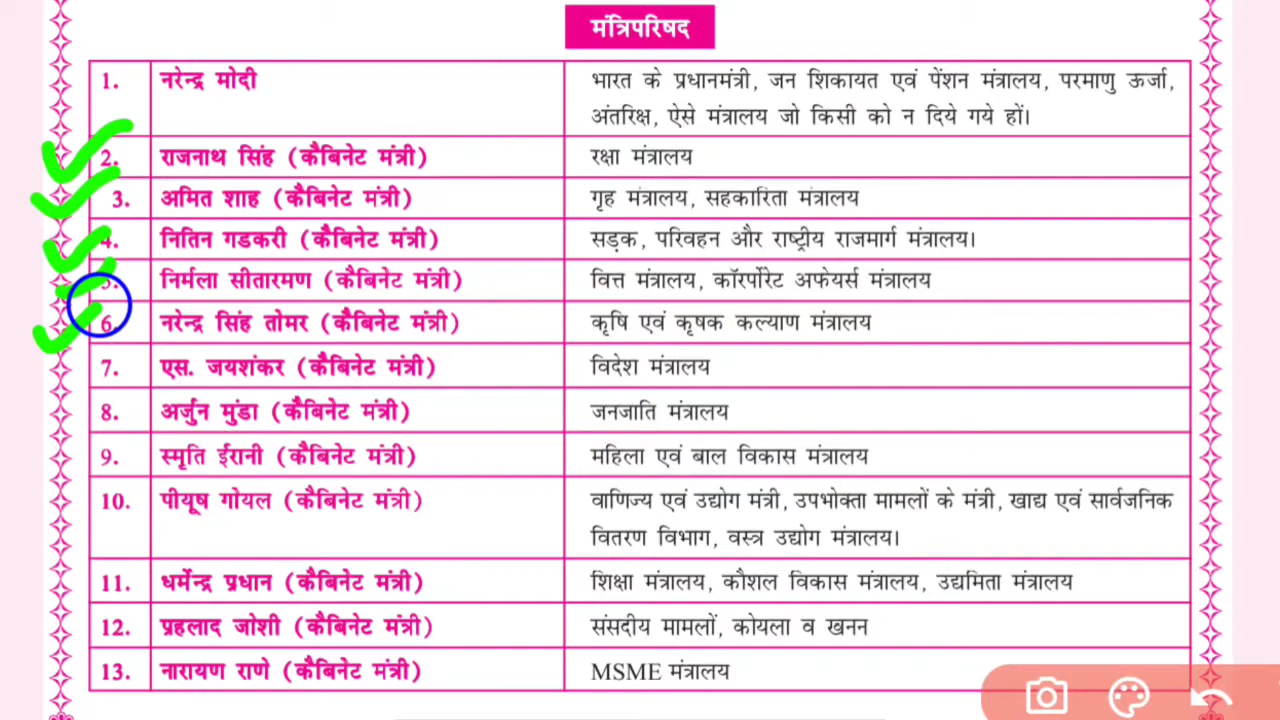 मंत्रिपरिषद
1. नरेन्द्र मोदी भारत के प्रधानमंत्री, जन शिकायत एवं पेंशन मंत्रालय, परमाणु ऊर्जा,
अंतरिक्ष, ऐसे मंत्रालय जो किसी को न दिये गये हों।
2. राजनाथ सिंह (कैबिनेट मंत्री) रक्षा मंत्रालय
3. अमित शाह (कैबिनेट मंत्री) गृह मंत्रालय, सहकारिता मंत्रालय
4. नितिन गडकरी (कैबिनेट मंत्री) सड़क, परिवहन और राष्ट्रीय राजमार्ग मंत्रालय।
5. निर्मला सीतारमण (कैबिनेट मंत्री) वित्त मंत्रालय, कॉरर्पोरेट अफेयर्स मंत्रालय
6. नरेन्द्र सिंह तोमर (कैबिनेट मंत्री) कृषि एवं कृषक कल्याण मंत्रालय
7. एस. जयशंकर (कैबिनेट मंत्री) विदेश मंत्रालय
8. अर्जुन मुंडा (कैबिनेट मंत्री) जनजाति मंत्रालय
9. स्मृति ईरानी (कैबिनेट मंत्री) महिला एवं बाल विकास मंत्रालय
10. पीयूष गोयल (कैबिनेट मंत्री) वाणिज्य एवं उद्योग मंत्री, उपभोक्ता मामलों के मंत्री, खाद्य एवं सार्वजनिक
वितरण विभाग, वस्त्र उद्योग मंत्रालय।
11. धर्मेन्द्र प्रधान (कैबिनेट मंत्री) शिक्षा मंत्रालय, कौशल विकास मंत्रालय, उद्यमिता मंत्रालय
12. प्रहलाद जोशी (कैबिनेट मंत्री) संसदीय मामलों, कोयला व खनन
13. नारायण राणे (कैबिनेट मंत्री) MSME मंत्रालय